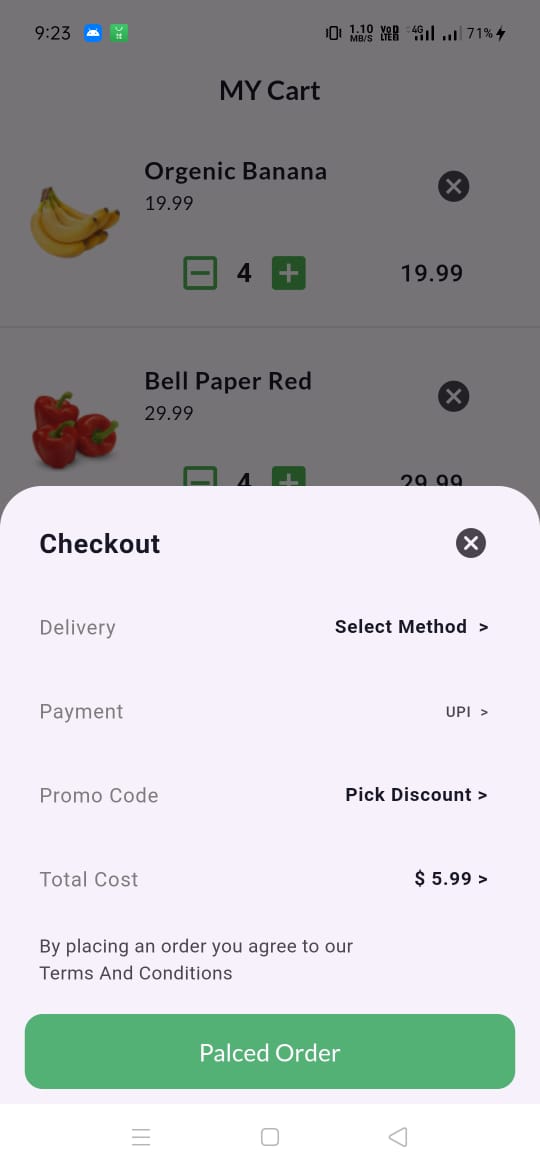 9:23 1.10 MB/S VoD LTE2 4G 71%
MY Cart
Orgenic Banana
19.99
4 19.99
Bell Paper Red
29.99
4 29.99
Checkout
Delivery Select Method >
Payment UPI >
Promo Code Pick Discount >
Total Cost $ 5.99 >
By placing an order you agree to our
Terms And Conditions
Palced Order